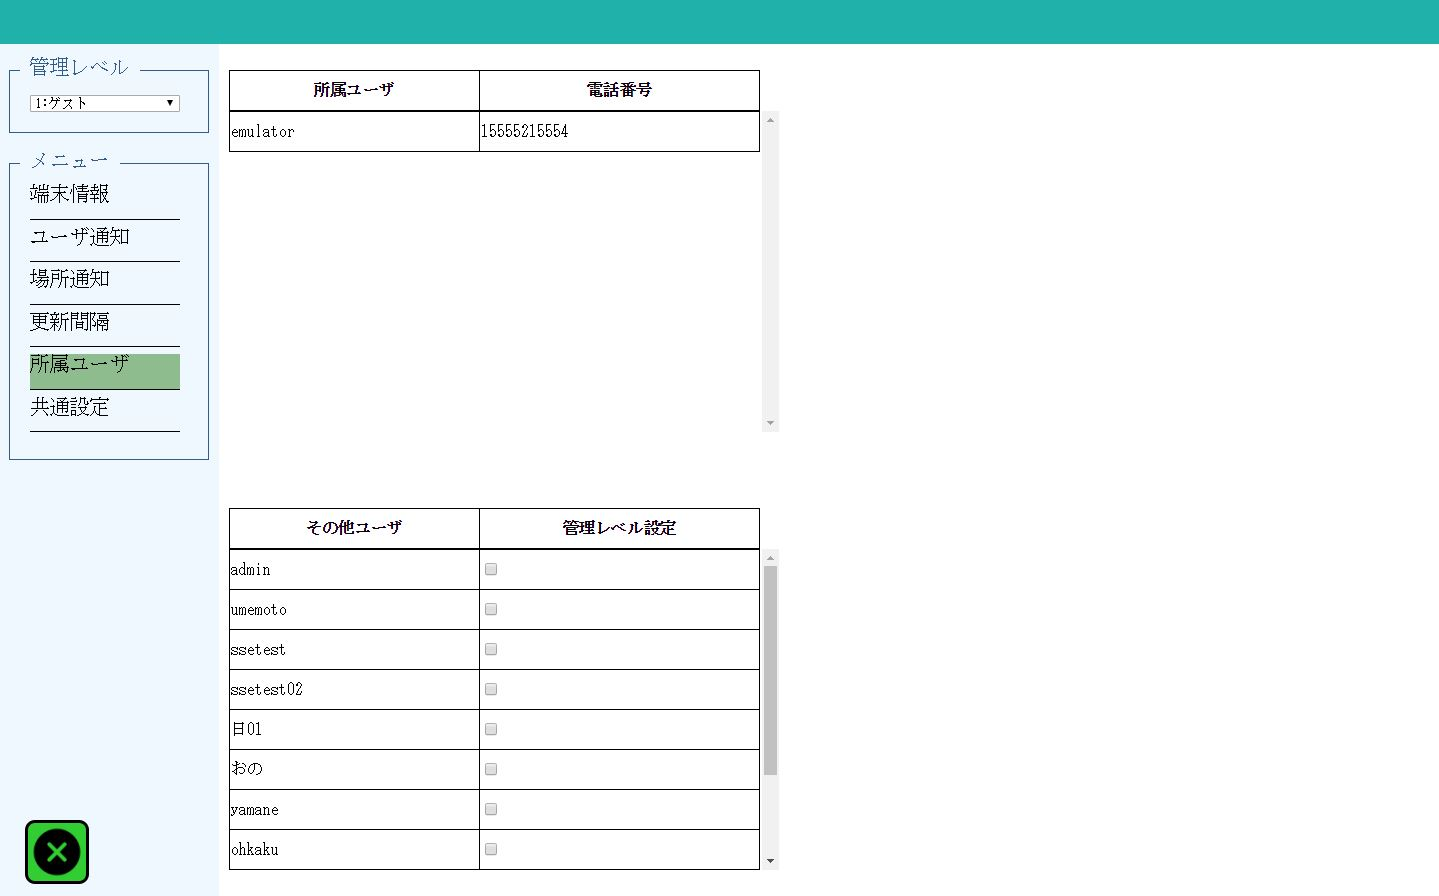 管理レベル
1:ゲスト
メニュー
端末情報
ユーザ通知
場所通知
更新間隔
所属ユーザ
共通設定
所属ユーザ 電話番号
emulator 15555215554
その他ユーザ 管理レベル設定
admin
umemoto
ssetest
ssetest02
日01
おの
yamane
ohkaku